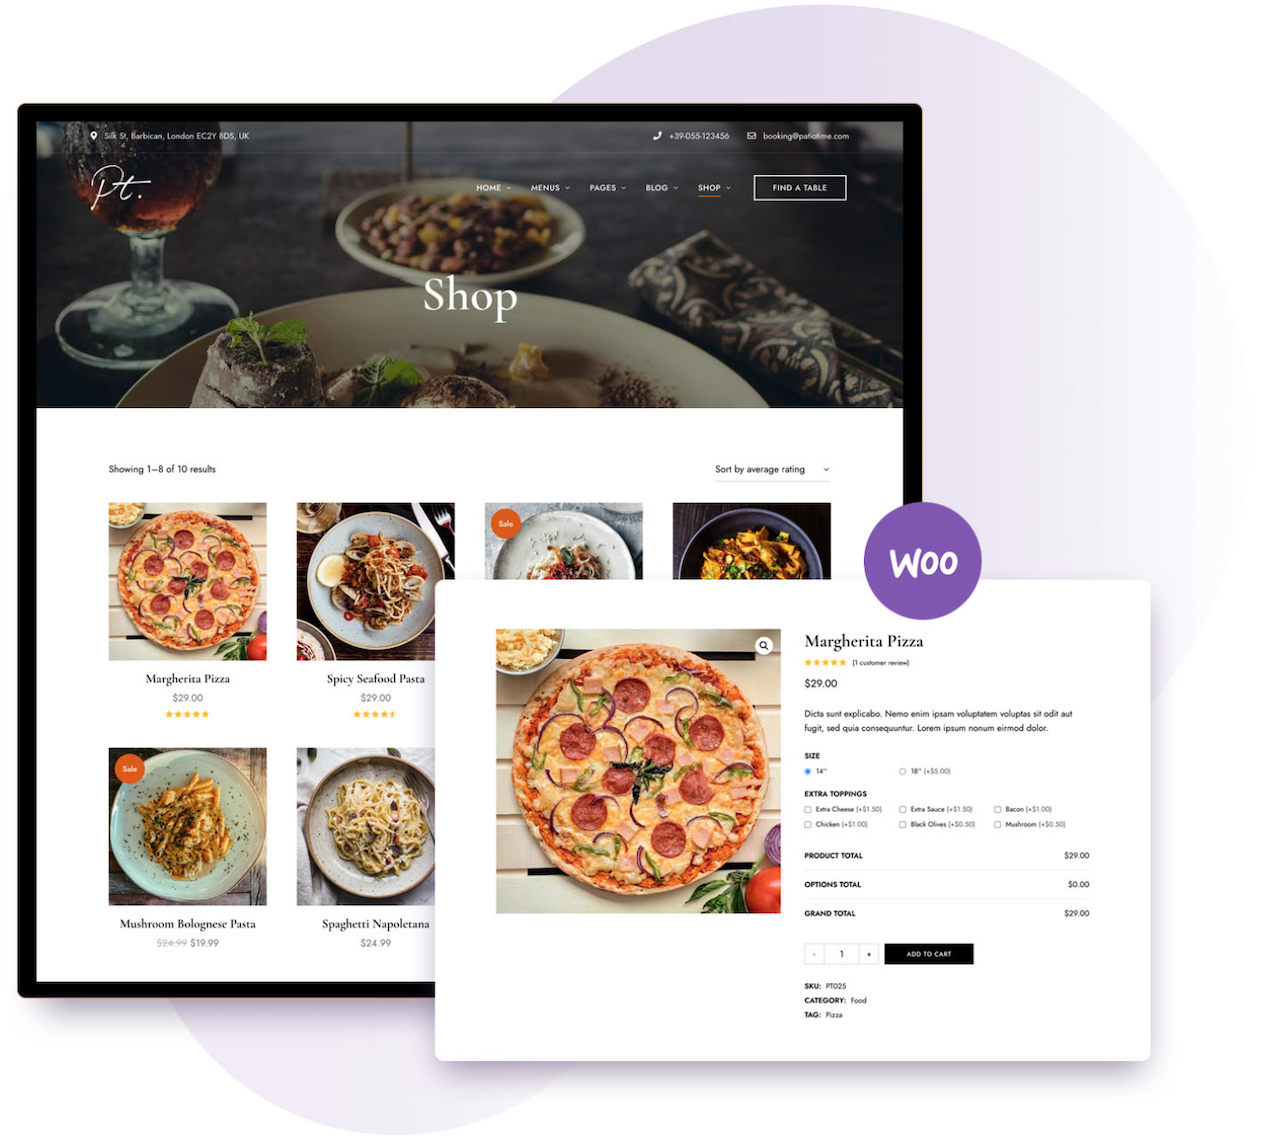 Silk St, Barbican, London EC2Y 8DS, UK
+39-055-123456
booking@patiotime.com
Pt.
HOME
MENUS
PAGES
BLOG
SHOP
FIND A TABLE
Shop
Showing 1–8 of 10 results
Sort by average rating
Sale
Woo
Margherita Pizza
$29.00
Spicy Seafood Pasta
$29.00
Sale
Mushroom Bolognese Pasta
$24.99 $19.99
Spaghetti Napoletana
$24.99
Margherita Pizza
(1 customer review)
$29.00
Dicta sunt explicabo. Nemo enim ipsam voluptatem voluptas sit odit aut
fugit, sed quia consequuntur. Lorem ipsum nonum eirmod dolor.
SIZE
14"
18" (+$5.00)
EXTRA TOPPINGS
Extra Cheese (+$1.50)
Extra Sauce (+$1.50)
Bacon (+$1.00)
Chicken (+$1.00)
Black Olives (+$0.50)
Mushroom (+$0.50)
PRODUCT TOTAL $29.00
OPTIONS TOTAL $0.00
GRAND TOTAL $29.00
- 1 +
ADD TO CART
SKU: PT025
CATEGORY: Food
TAG: Pizza